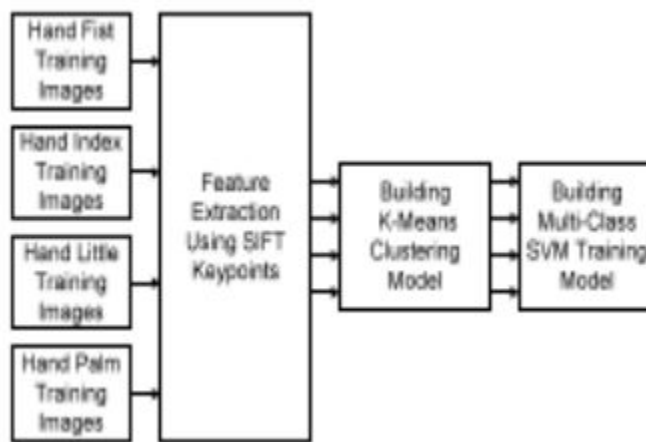 Hand Fist
Training
Images
Hand Index
Training
Images
Hand Little
Training
Images
Hand Palm
Training
Images
Feature
Extraction
Using SIFT
Keypoints
Building
K-Means
Clustering
Model
Building
Multi-Class
SVM Training
Model